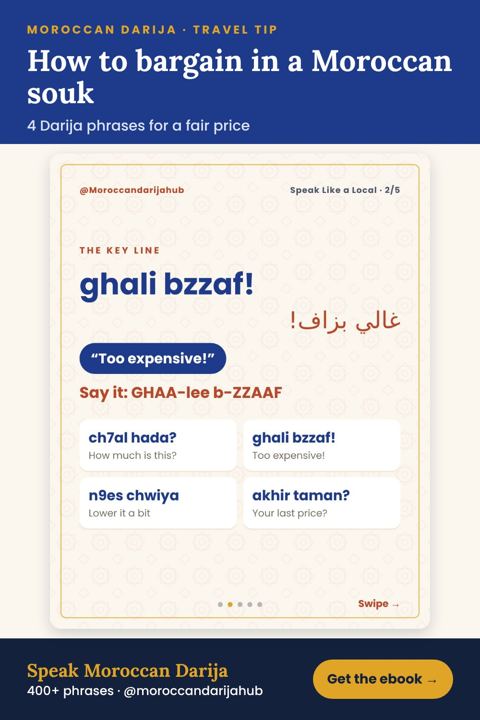 MOROCCAN DARIJA · TRAVEL TIP
How to bargain in a Moroccan
souk
4 Darija phrases for a fair price
@Moroccandarijahub
Speak Like a Local · 2/5
THE KEY LINE
ghali bzzaf!
غالي بزاف!
“Too expensive!”
Say it: GHAA-lee b-ZZAAF
ch7al hada?
How much is this?
ghali bzzaf!
Too expensive!
n9es chwiya
Lower it a bit
akhir taman?
Your last price?
Swipe →
Speak Moroccan Darija
400+ phrases · @moroccandarijahub
Get the ebook →